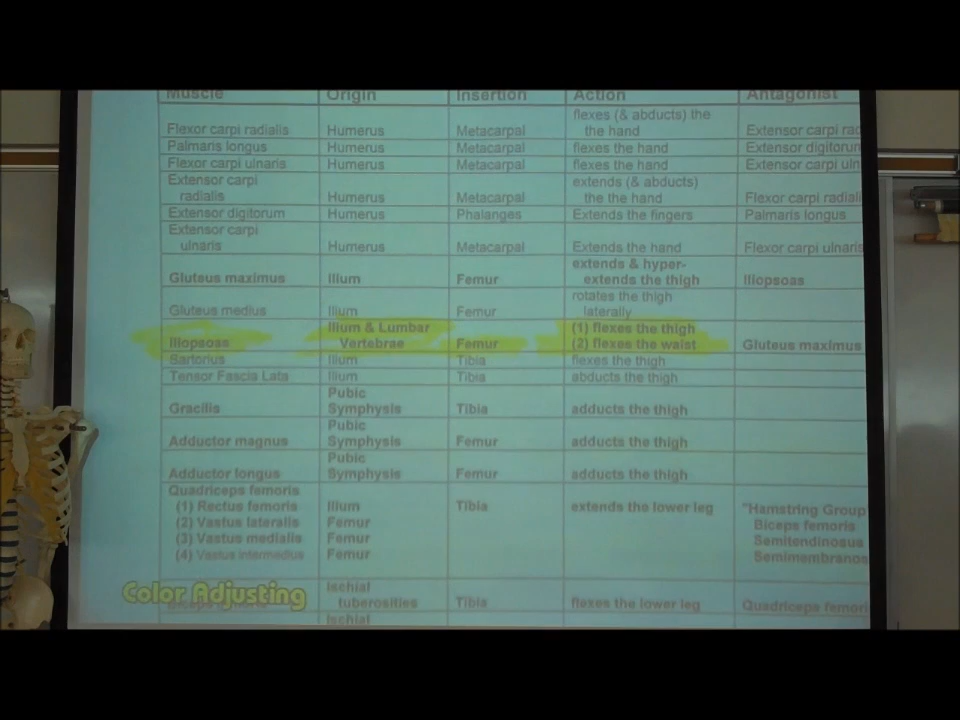 Muscle Origin Insertion Action Antagonist
flexes (& abducts) the
Flexor carpi radialis Humerus Metacarpal the hand Extensor carpi rad
Palmaris longus Humerus Metacarpal flexes the hand Extensor digitorum
Flexor carpi ulnaris Humerus Metacarpal flexes the hand Extensor carpi uln
Extensor carpi extends (& abducts)
radialis Humerus Metacarpal the the hand Flexor carpi radiali
Extensor digitorum Humerus Phalanges Extends the fingers Palmaris longus
Extensor carpi
ulnaris Humerus Metacarpal Extends the hand Flexor carpi ulnaris
extends & hyper-
Gluteus maximus Ilium Femur extends the thigh Iliopsoas
rotates the thigh
Gluteus medius Ilium Femur laterally
Ilium & Lumbar (1) flexes the thigh
Iliopsoas Vertebrae Femur (2) flexes the waist Gluteus maximus
Sartorius Ilium Tibia flexes the thigh
Tensor Fascia Lata Ilium Tibia abducts the thigh
Pubic
Gracilis Symphysis Tibia adducts the thigh
Pubic
Adductor magnus Symphysis Femur adducts the thigh
Pubic
Adductor longus Symphysis Femur adducts the thigh
Quadriceps femoris
(1) Rectus femoris Ilium Tibia extends the lower leg "Hamstring Group
(2) Vastus lateralis Femur Biceps femoris
(3) Vastus medialis Femur Semitendinosus
(4) Vastus intermedius Femur Semimembranos
Color Adjusting
Ischial
tuberosities Tibia flexes the lower leg Quadriceps femori
Ischial